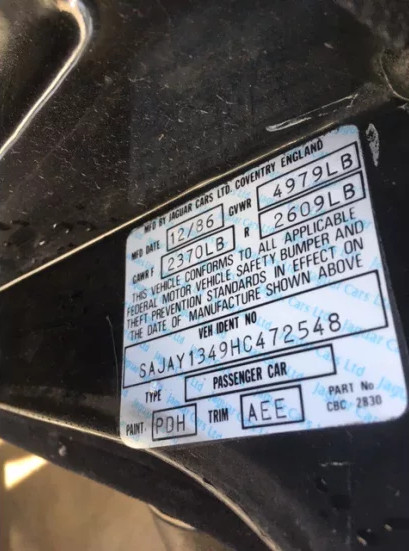 MFD BY JAGUAR CARS LTD. COVENTRY ENGLAND
MFD DATE 12/86 GVWR 4979LB
GAWR F 2370LB R 2609LB
THIS VEHICLE CONFORMS TO ALL APPLICABLE
FEDERAL MOTOR VEHICLE SAFETY BUMPER AND
THEFT PREVENTION STANDARDS IN EFFECT ON
THE DATE OF MANUFACTURE SHOWN ABOVE
VEH IDENT NO
SAJAY1349HC472548
TYPE PASSENGER CAR
PAINT PDH TRIM AEE PART No
CBC 2830